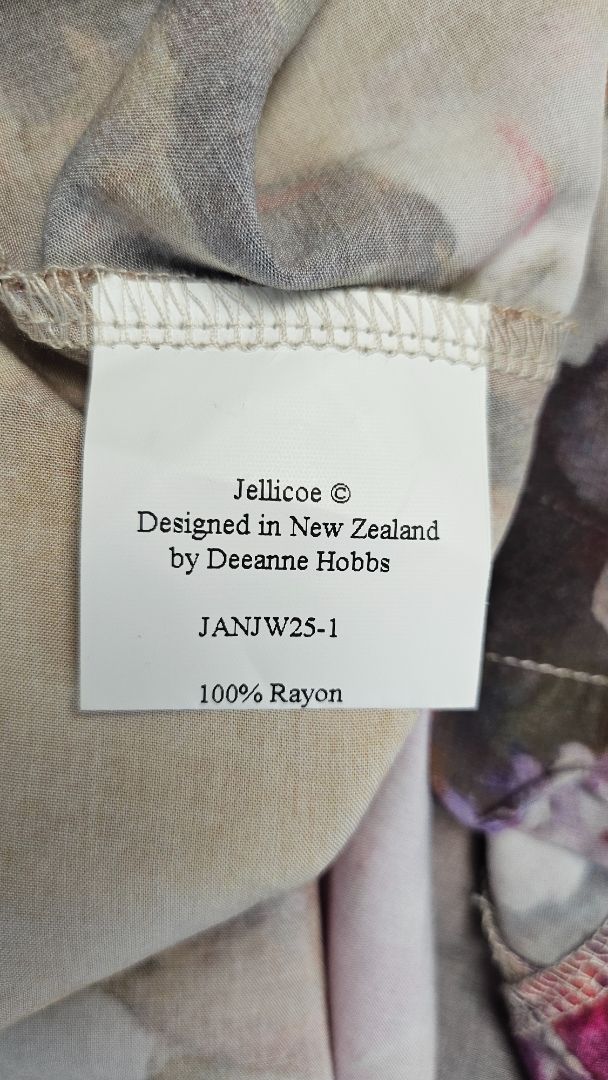 Jellicoe ©
Designed in New Zealand
by Deeanne Hobbs
JANJW25-1
100% Rayon